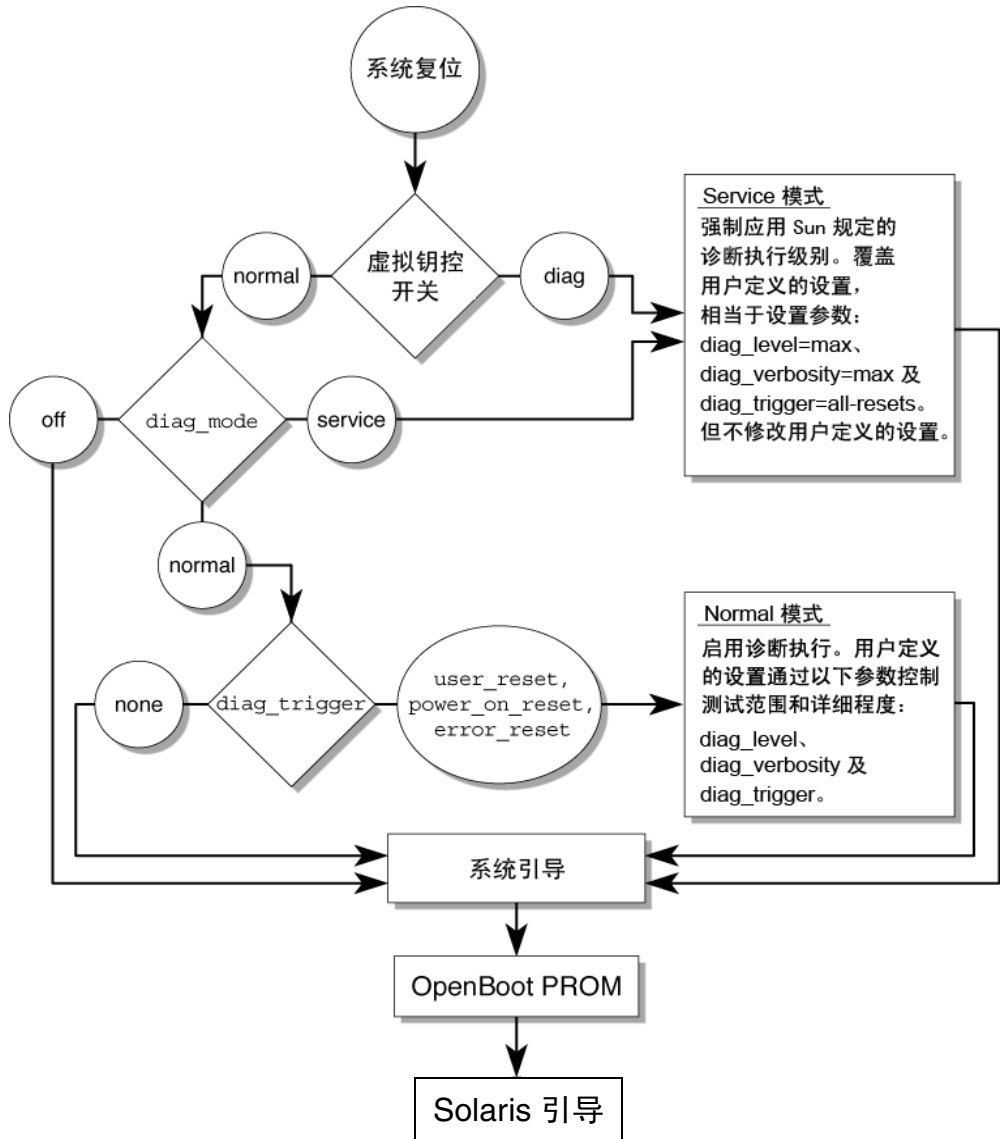 系统复位
虚拟钥控
开关
normal
diag
Service 模式
强制应用 Sun 规定的
诊断执行级别。覆盖
用户定义的设置，
相当于设置参数：
diag_level=max、
diag_verbosity=max 及
diag_trigger=all-resets。
但不修改用户定义的设置。
off
diag_mode
service
normal
none
diag_trigger
user_reset,
power_on_reset,
error_reset
Normal 模式
启用诊断执行。用户定义
的设置通过以下参数控制
测试范围和详细程度：
diag_level、
diag_verbosity 及
diag_trigger。
系统引导
OpenBoot PROM
Solaris 引导